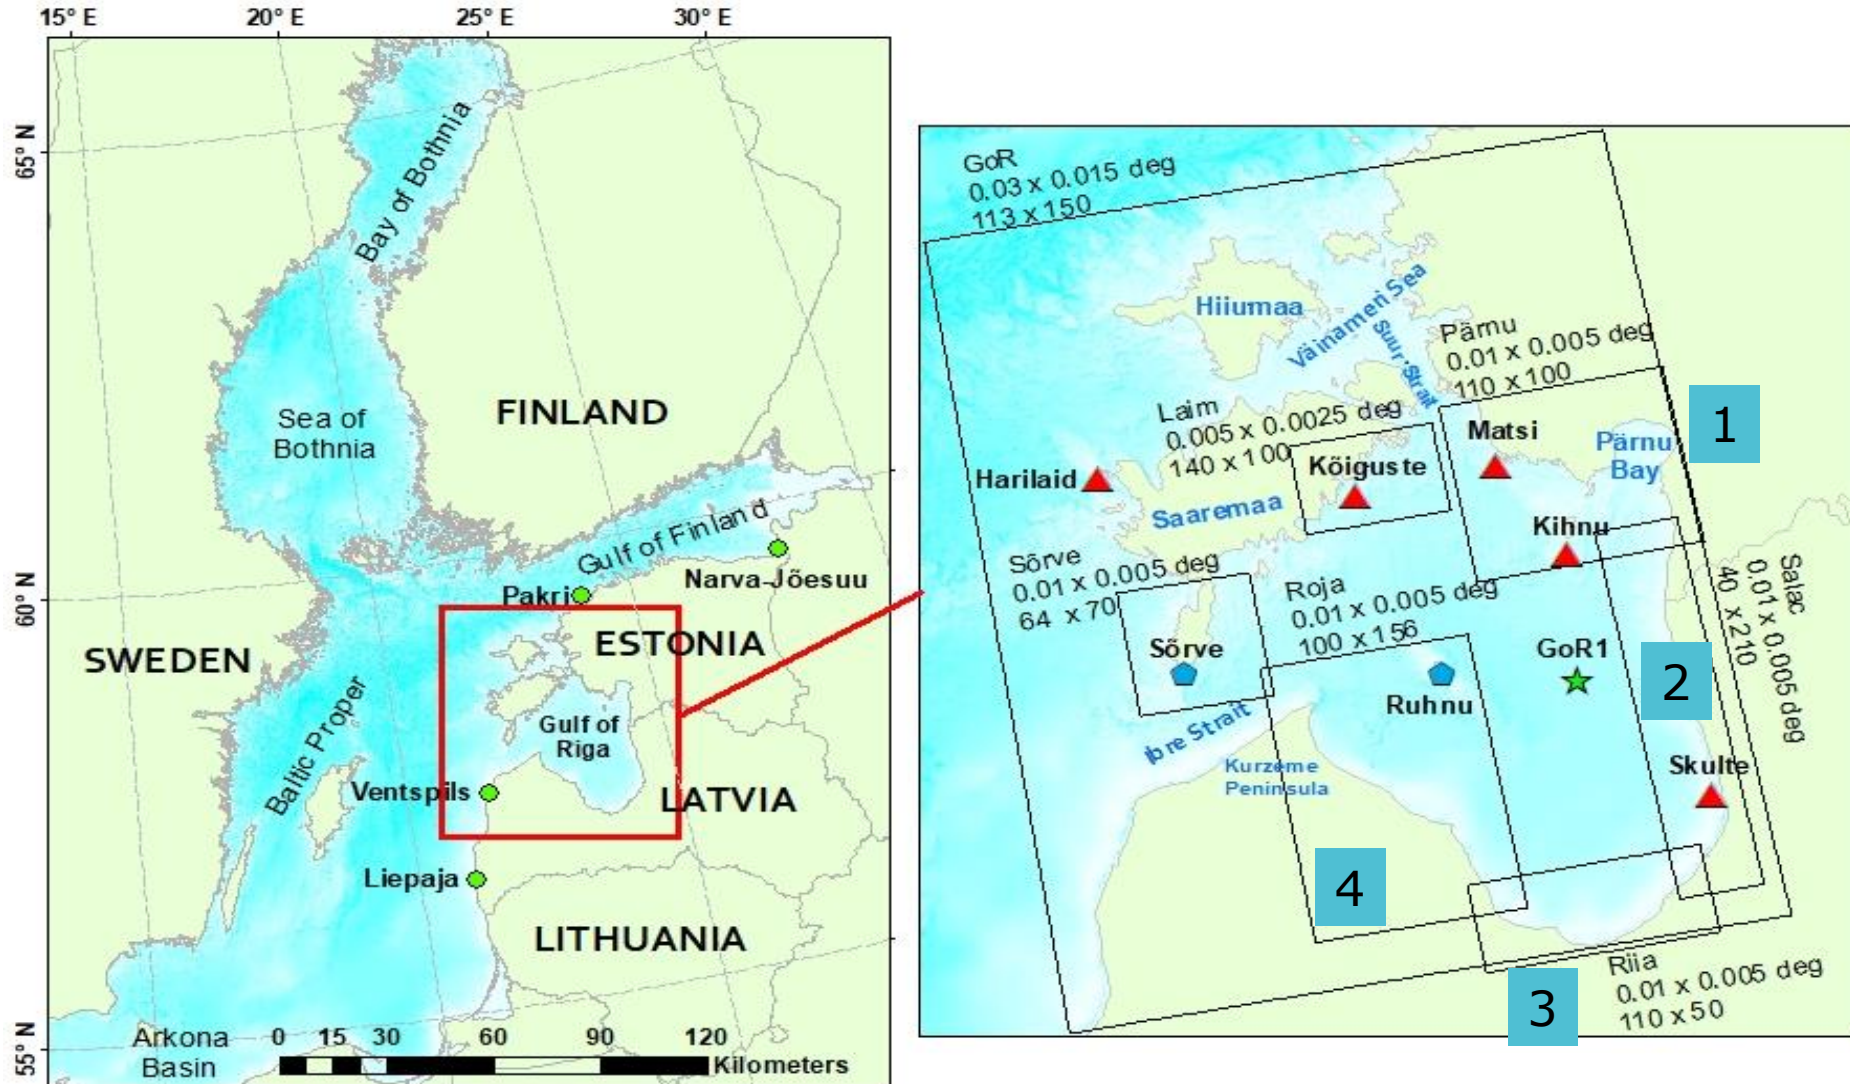 15° E
20° E
25° E
30° E
65° N
60° N
55° N
Bay of Bothnia
Sea of
Bothnia
FINLAND
Gulf of Finland
Narva-Jõesuu
Pakri
ESTONIA
SWEDEN
Baltic Proper
Gulf of
Riga
Ventspils
LATVIA
Liepaja
LITHUANIA
Arkona
Basin
0 15 30 60 90 120
Kilometers
GoR
0.03 x 0.015 deg
113 x 150
Hiiumaa
Väinameri Sea
Suur Strait
Pärnu
0.01 x 0.005 deg
110 x 100
1
Laim
0.005 x 0.0025 deg
140 x 100
Matsi
Pärnu
Bay
Harilaid
Kõiguste
Saaremaa
Kihnu
Sõrve
0.01 x 0.005 deg
64 x 70
Roja
0.01 x 0.005 deg
100 x 156
Salac
0.01 x 0.005 deg
40 x 210
Sõrve
GoR1
2
Ruhnu
Ibre Strait
Kurzeme
Peninsula
Skulte
4
3
Riia
0.01 x 0.005 deg
110 x 50